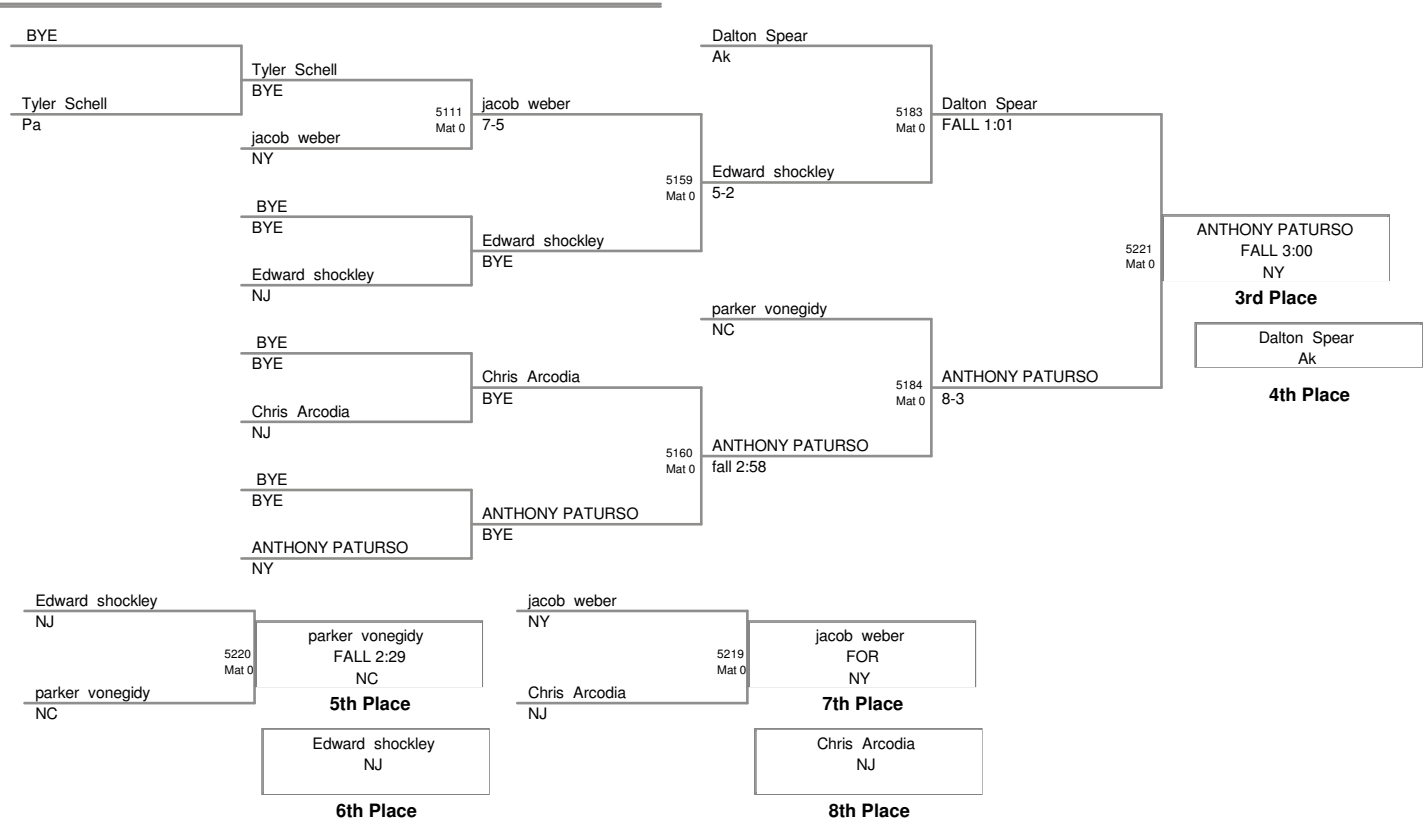 BYE
Tyler Schell
Pa
Tyler Schell
BYE
jacob weber
NY
5111
Mat 0
jacob weber
7-5
BYE
BYE
Edward shockley
NJ
Edward shockley
BYE
5159
Mat 0
Edward shockley
5-2
Dalton Spear
Ak
5183
Mat 0
Dalton Spear
FALL 1:01
BYE
BYE
Chris Arcodia
NJ
Chris Arcodia
BYE
BYE
BYE
ANTHONY PATURSO
NY
ANTHONY PATURSO
BYE
5160
Mat 0
ANTHONY PATURSO
fall 2:58
parker vonegidy
NC
5184
Mat 0
ANTHONY PATURSO
8-3
5221
Mat 0
ANTHONY PATURSO
FALL 3:00
NY
3rd Place
Dalton Spear
Ak
4th Place
Edward shockley
NJ
parker vonegidy
NC
5220
Mat 0
parker vonegidy
FALL 2:29
NC
5th Place
Edward shockley
NJ
6th Place
jacob weber
NY
Chris Arcodia
NJ
5219
Mat 0
jacob weber
FOR
NY
7th Place
Chris Arcodia
NJ
8th Place